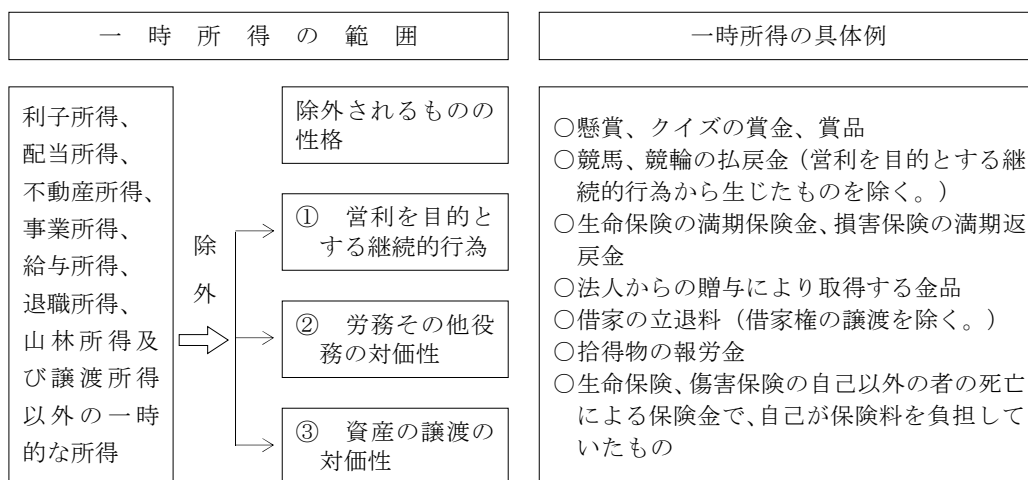 一時所得の範囲
一時所得の具体例
利子所得、
配当所得、
不動産所得、
事業所得、
給与所得、
退職所得、
山林所得及
び譲渡所得
以外の一時
的な所得
除
外
除外されるものの
性格
① 営利を目的と
する継続的行為
② 労務その他役
務の対価性
③ 資産の譲渡の
対価性
○懸賞、クイズの賞金、賞品
○競馬、競輪の払戻金（営利を目的とする継
続的行為から生じたものを除く。）
○生命保険の満期保険金、損害保険の満期返
戻金
○法人からの贈与により取得する金品
○借家の立退料（借家権の譲渡を除く。）
○拾得物の報労金
○生命保険、傷害保険の自己以外の者の死亡
による保険金で、自己が保険料を負担して
いたもの